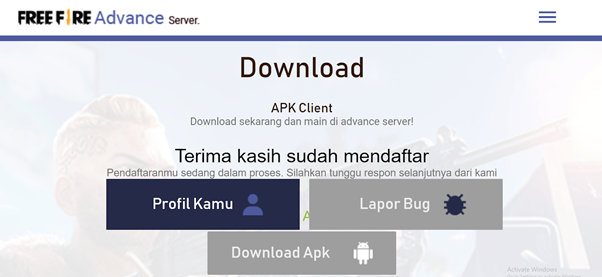 FREE FIRE Advance Server.
Download
APK Client
Download sekarang dan main di advance server!
Terima kasih sudah mendaftar
Pendaftaranmu sedang dalam proses. Silahkan tunggu respon selanjutnya dari kami
Profil Kamu
Lapor Bug
Download Apk
Activate Windows